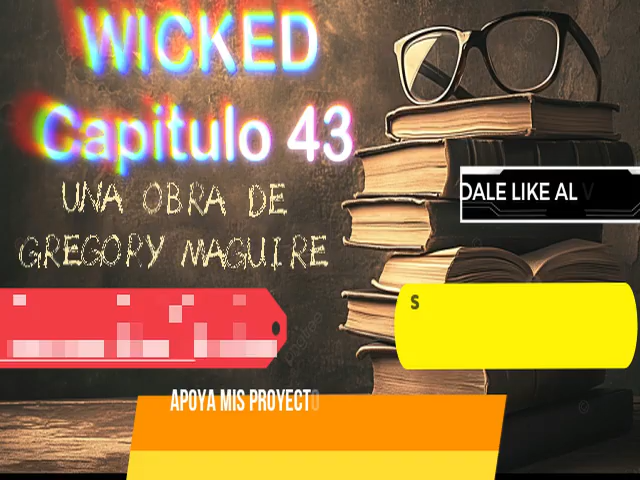 WICKED
Capitulo 43
UNA OBRA DE
GREGORY MAGUIRE
DALE LIKE AL V
S
APOYA MIS PROYECTO